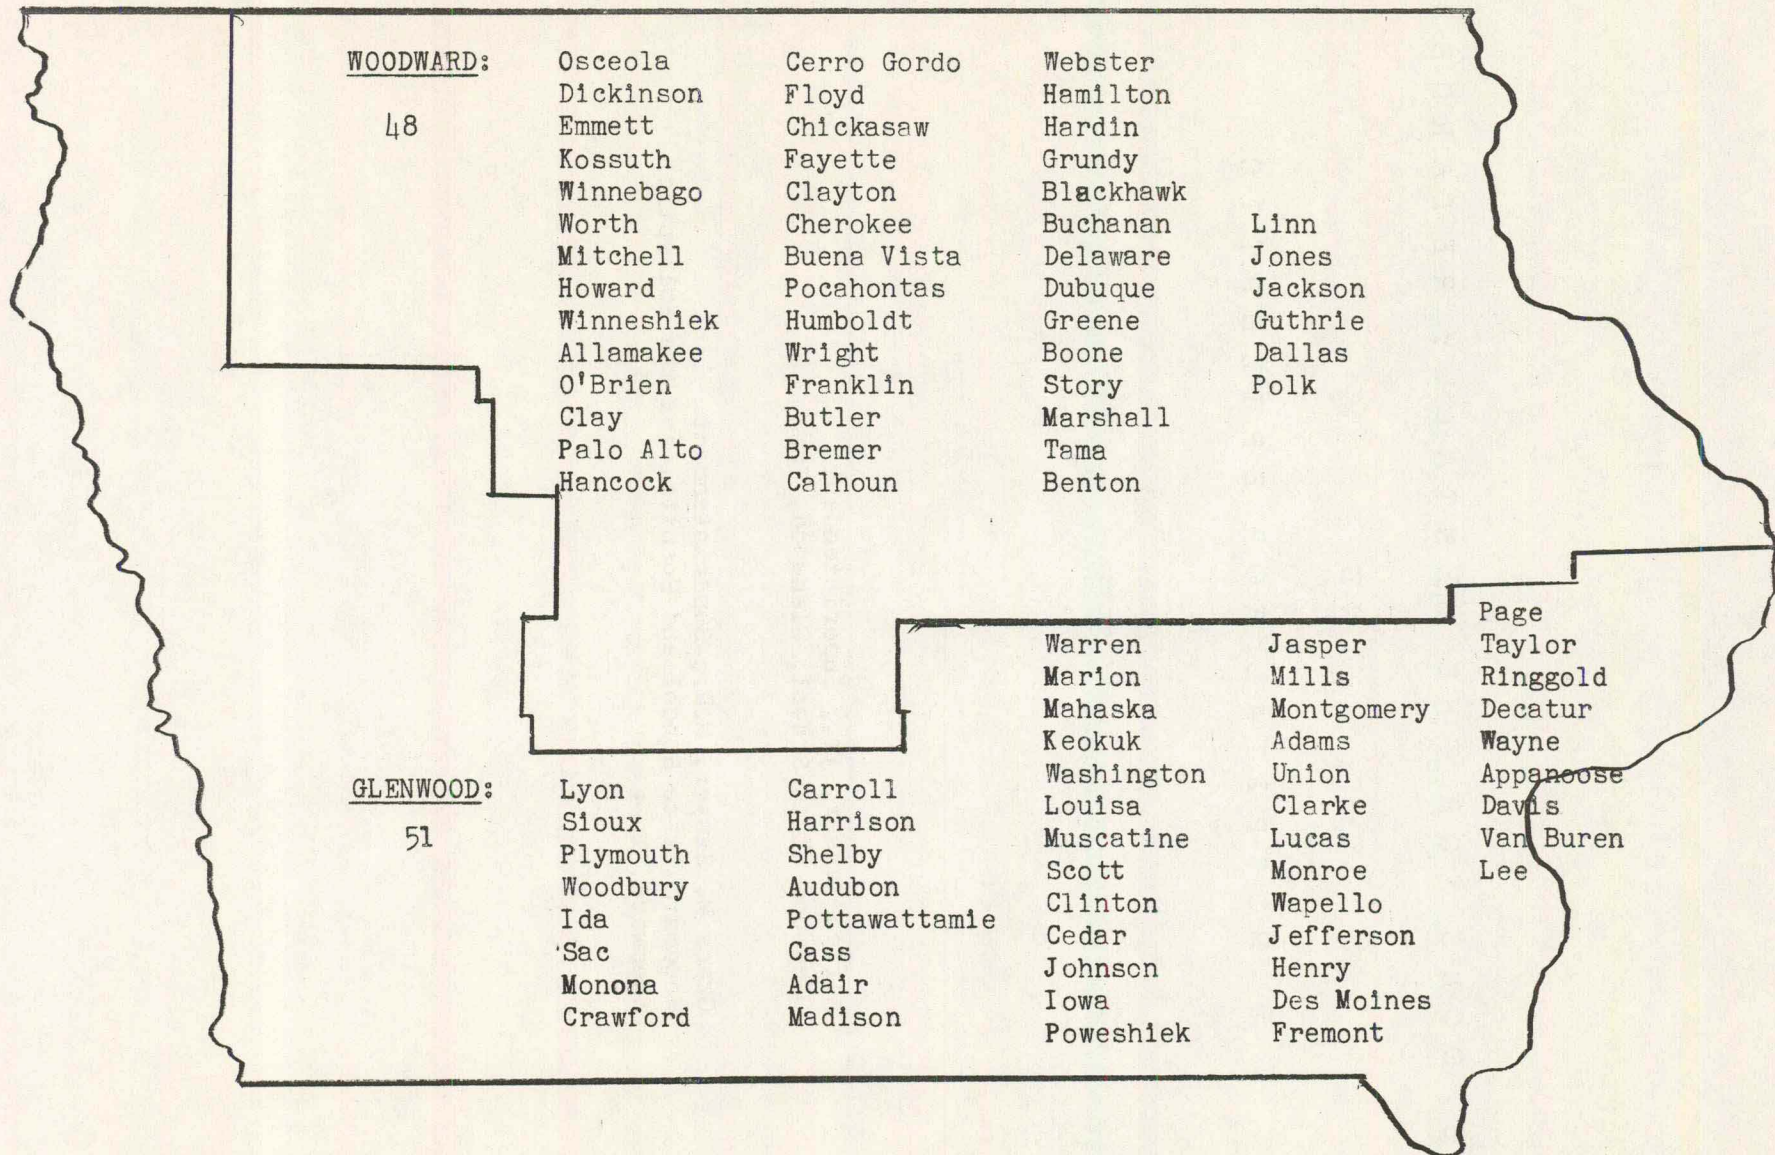 WOODWARD: Osceola Cerro Gordo Webster
Dickinson Floyd Hamilton
48 Emmett Chickasaw Hardin
Kossuth Fayette Grundy
Winnebago Clayton Blackhawk
Worth Cherokee Buchanan Linn
Mitchell Buena Vista Delaware Jones
Howard Pocahontas Dubuque Jackson
Winneshiek Humboldt Greene Guthrie
Allamakee Wright Boone Dallas
O'Brien Franklin Story Polk
Clay Butler Marshall
Palo Alto Bremer Tama
Hancock Calhoun Benton
Page
Warren Jasper Taylor
Marion Mills Ringgold
Mahaska Montgomery Decatur
Keokuk Adams Wayne
Washington Union Appanoose
GLENWOOD: Lyon Carroll Louisa Clarke Davis
Sioux Harrison Muscatine Lucas Van Buren
51 Plymouth Shelby Scott Monroe Lee
Woodbury Audubon Clinton Wapello
Ida Pottawattamie Cedar Jefferson
Sac Cass Johnson Henry
Monona Adair Iowa Des Moines
Crawford Madison Poweshiek Fremont